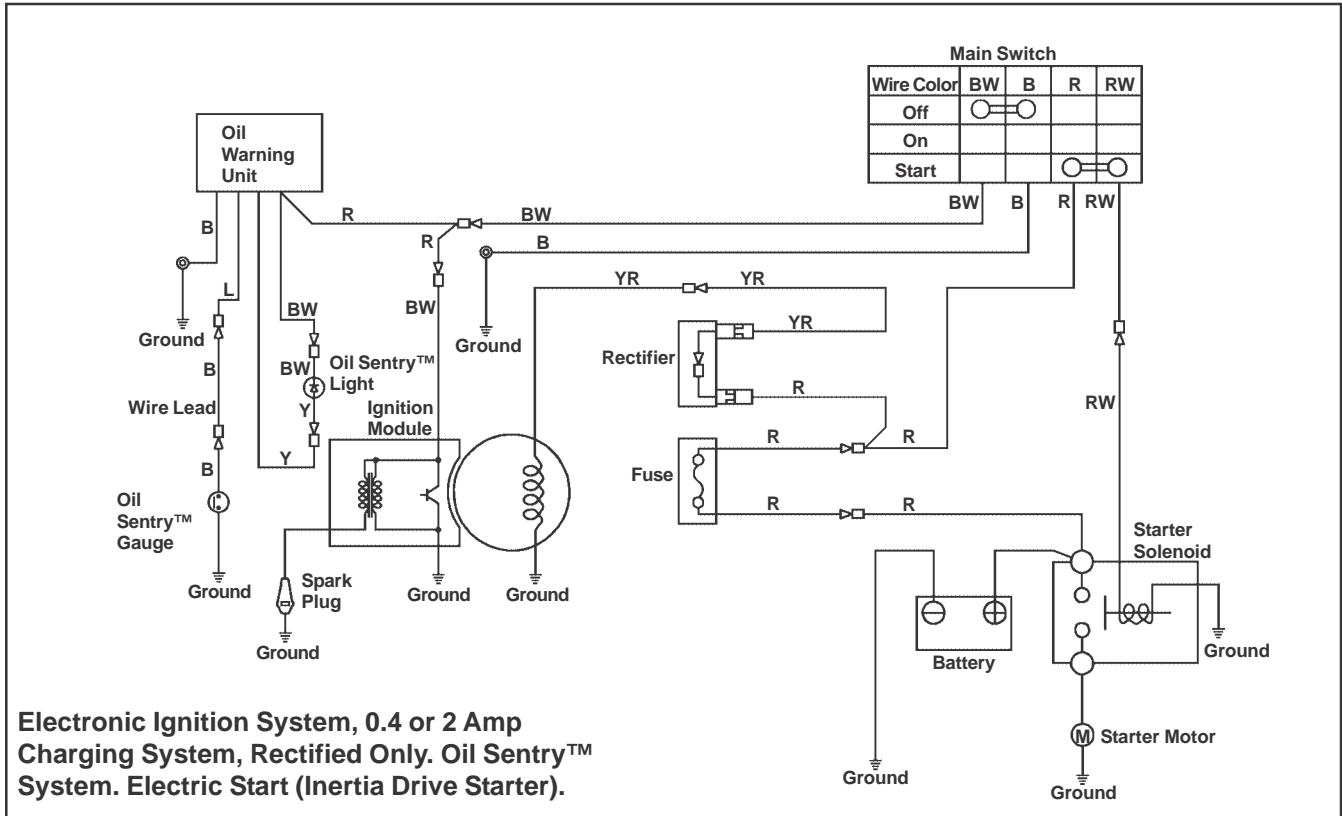 Main Switch
Wire Color BW B R RW
Off
On
Start
BW B R RW
Oil
Warning
Unit
B
R
BW
R
B
L
YR
YR
BW
BW
YR
Ground
Ground
Rectifier
BW
Oil Sentry™
Light
B
R
RW
Wire Lead
Y
Ignition
Module
R
R
Y
B
Fuse
Oil
Sentry™
Gauge
R
R
Starter
Solenoid
Ground
Spark
Plug
Ground
Ground
Ground
Battery
Ground
Starter Motor
M
Ground
Ground
Electronic Ignition System, 0.4 or 2 Amp
Charging System, Rectified Only. Oil Sentry™
System. Electric Start (Inertia Drive Starter).